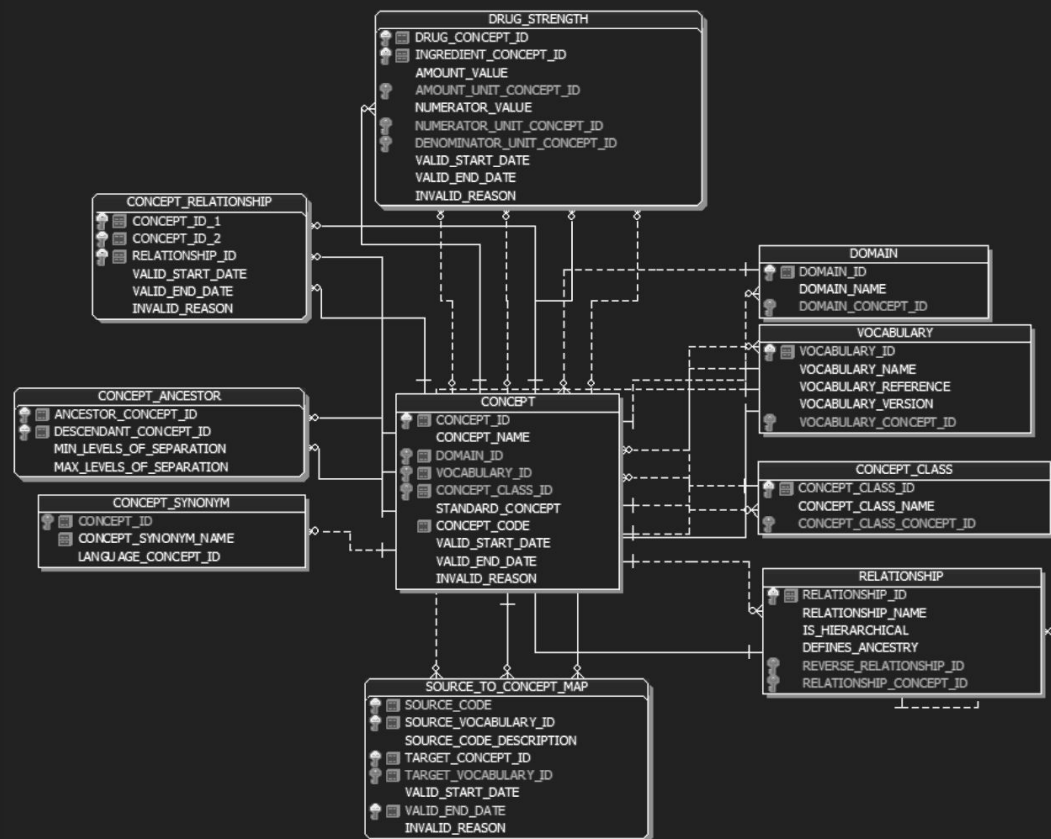 DRUG_STRENGTH
DRUG_CONCEPT_ID
INGREDIENT_CONCEPT_ID
AMOUNT_VALUE
AMOUNT_UNIT_CONCEPT_ID
NUMERATOR_VALUE
NUMERATOR_UNIT_CONCEPT_ID
DENOMINATOR_UNIT_CONCEPT_ID
VALID_START_DATE
VALID_END_DATE
INVALID_REASON
CONCEPT_RELATIONSHIP
CONCEPT_ID_1
CONCEPT_ID_2
RELATIONSHIP_ID
VALID_START_DATE
VALID_END_DATE
INVALID_REASON
DOMAIN
DOMAIN_ID
DOMAIN_NAME
DOMAIN_CONCEPT_ID
VOCABULARY
VOCABULARY_ID
VOCABULARY_NAME
VOCABULARY_REFERENCE
VOCABULARY_VERSION
VOCABULARY_CONCEPT_ID
CONCEPT_ANCESTOR
ANCESTOR_CONCEPT_ID
DESCENDANT_CONCEPT_ID
MIN_LEVELS_OF_SEPARATION
MAX_LEVELS_OF_SEPARATION
CONCEPT
CONCEPT_ID
CONCEPT_NAME
DOMAIN_ID
VOCABULARY_ID
CONCEPT_CLASS_ID
STANDARD_CONCEPT
CONCEPT_CODE
VALID_START_DATE
VALID_END_DATE
INVALID_REASON
CONCEPT_CLASS
CONCEPT_CLASS_ID
CONCEPT_CLASS_NAME
CONCEPT_CLASS_CONCEPT_ID
CONCEPT_SYNONYM
CONCEPT_ID
CONCEPT_SYNONYM_NAME
LANGUAGE_CONCEPT_ID
RELATIONSHIP
RELATIONSHIP_ID
RELATIONSHIP_NAME
IS_HIERARCHICAL
DEFINES_ANCESTRY
REVERSE_RELATIONSHIP_ID
RELATIONSHIP_CONCEPT_ID
SOURCE_TO_CONCEPT_MAP
SOURCE_CODE
SOURCE_VOCABULARY_ID
SOURCE_CODE_DESCRIPTION
TARGET_CONCEPT_ID
TARGET_VOCABULARY_ID
VALID_START_DATE
VALID_END_DATE
INVALID_REASON